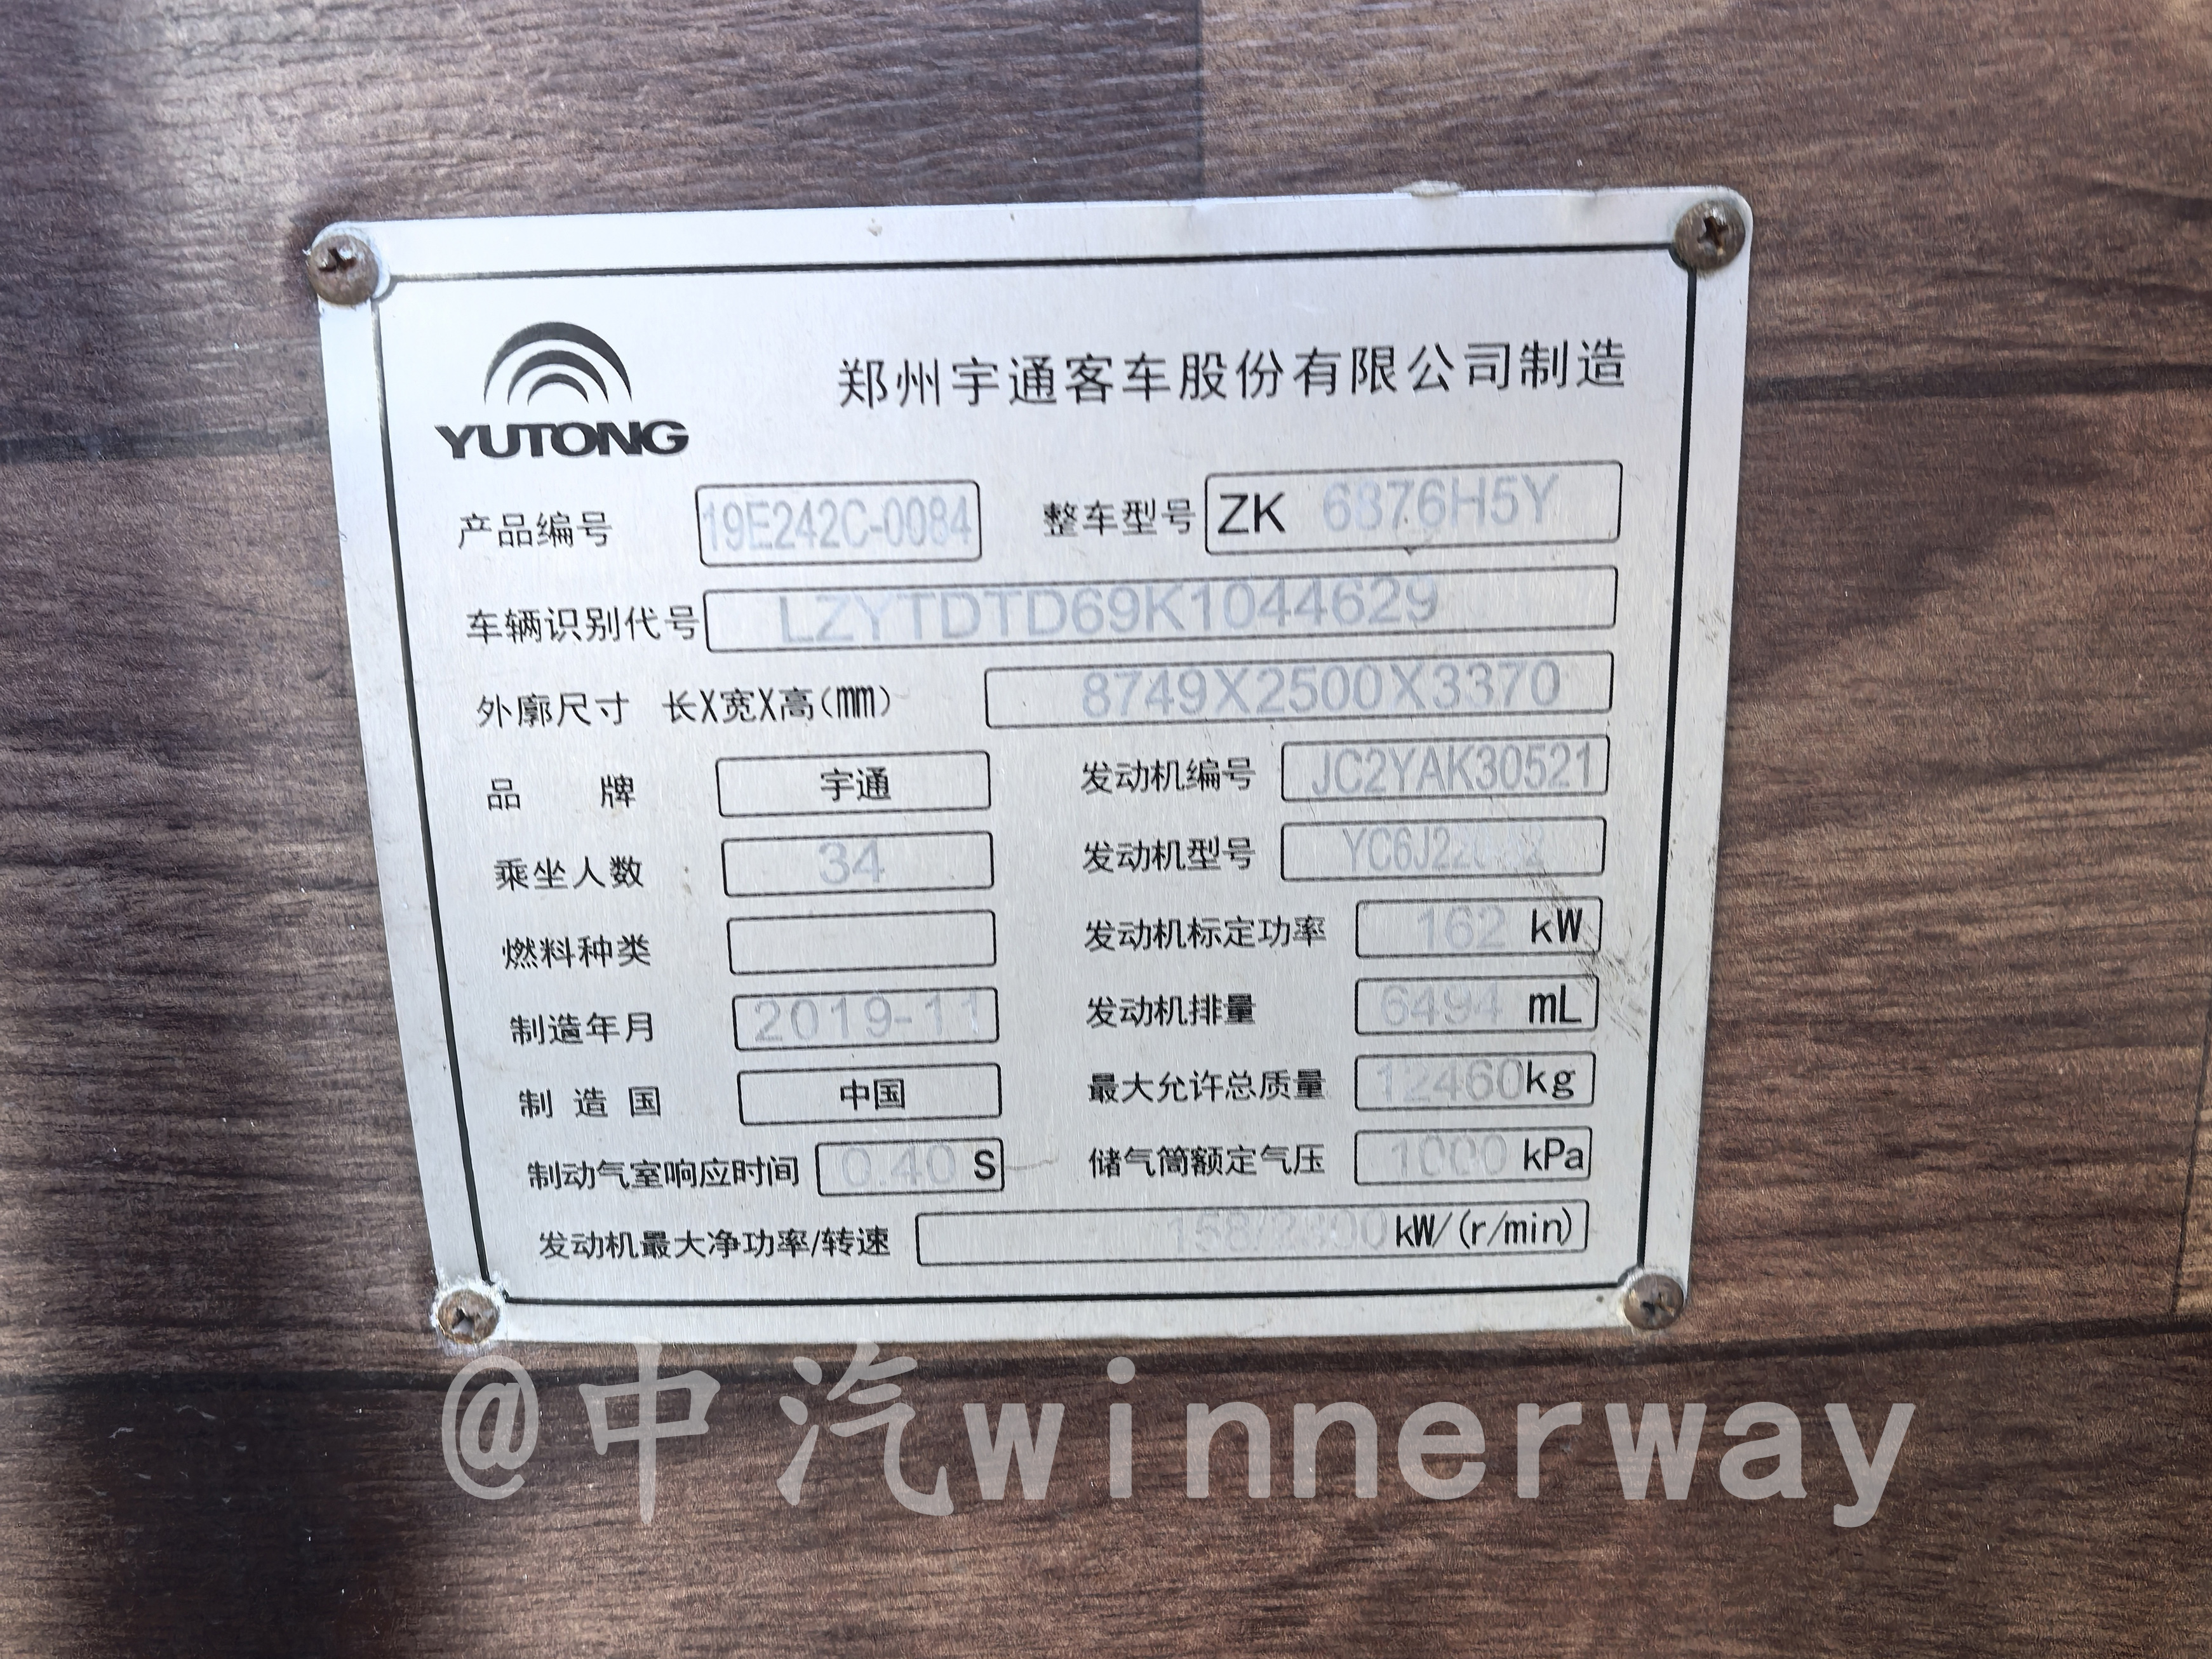 YUTONG
郑州宇通客车股份有限公司制造
产品编号 19E242C-0084 整车型号 ZK 6876H5Y
车辆识别代号 LZYTDTD69K1044629
外廓尺寸 长X宽X高(mm) 8749X2500X3370
品 牌 宇通 发动机编号 JC2YAK30521
乘坐人数 34 发动机型号
燃料种类 发动机标定功率 162 kW
制造年月 2019-11 发动机排量 6494 mL
制 造 国 中国 最大允许总质量 12460 kg
制动气室响应时间 0.40 S 储气筒额定气压 1000 kPa
发动机最大净功率/转速 kW/(r/min)
@中汽winnerway